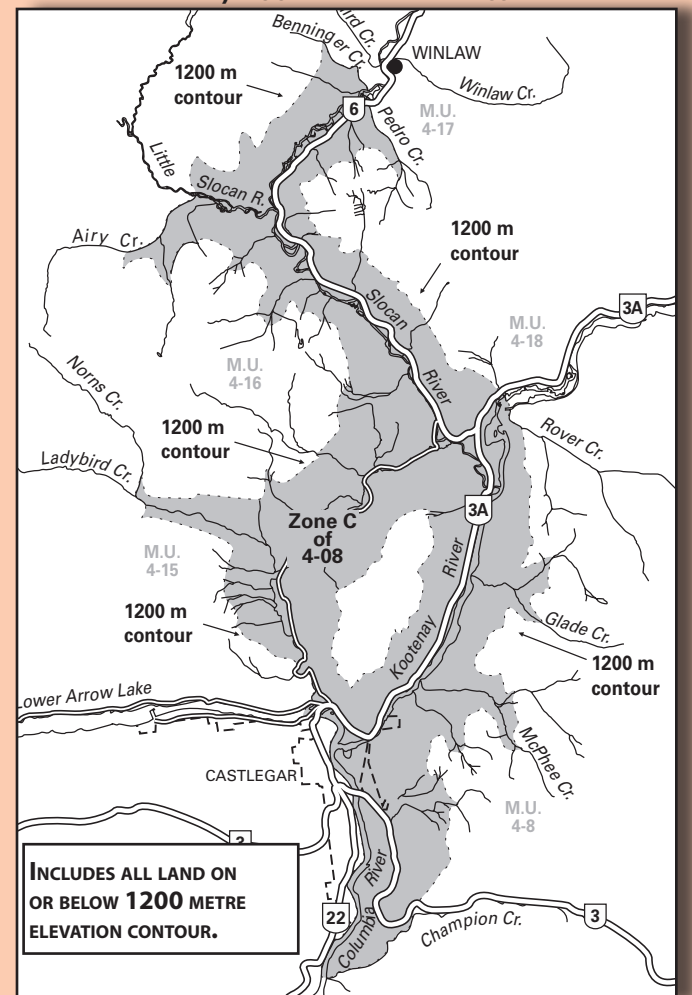 Benninger Cr.
ird Cr.
WINLAW
1200 m
contour
Winlaw Cr.
6
M.U.
4-17
Pedro Cr.
Little
Slocan R.
Airy Cr.
1200 m
contour
Slocan
River
3A
M.U.
4-18
M.U.
4-16
Norns Cr.
1200 m
contour
Rover Cr.
Ladybird Cr.
Zone C
of
4-08
3A
M.U.
4-15
River
Kootenay
1200 m
contour
Glade Cr.
1200 m
contour
Lower Arrow Lake
McPhee Cr.
CASTLEGAR
M.U.
4-8
3
INCLUDES ALL LAND ON
OR BELOW 1200 METRE
ELEVATION CONTOUR.
River
Columbia
22
Champion Cr.
3